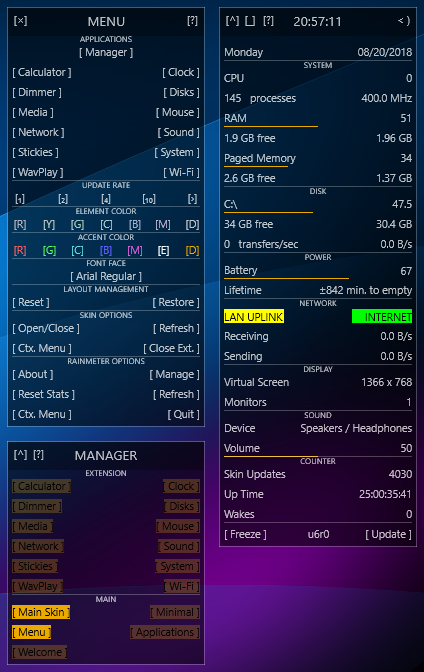 [×] MENU [?]
APPLICATIONS
[ Manager ]
[ Calculator ] [ Clock ]
[ Dimmer ] [ Disks ]
[ Media ] [ Mouse ]
[ Network ] [ Sound ]
[ Stickies ] [ System ]
[ WavPlay ] [ Wi-Fi ]
UPDATE RATE
[1] [2] [4] [10] [?]
ELEMENT COLOR
[R] [Y] [G] [C] [B] [M] [D]
ACCENT COLOR
[R] [G] [C] [B] [M] [E] [D]
FONT FACE
[ Arial Regular ]
LAYOUT MANAGEMENT
[ Reset ] [ Restore ]
SKIN OPTIONS
[ Open/Close ] [ Refresh ]
[ Ctx. Menu ] [ Close Ext. ]
RAINMETER OPTIONS
[ About ] [ Manage ]
[ Reset Stats ] [ Refresh ]
[ Ctx. Menu ] [ Quit ]
[^] [?] MANAGER
EXTENSION
[ Calculator ] [ Clock ]
[ Dimmer ] [ Disks ]
[ Media ] [ Mouse ]
[ Network ] [ Sound ]
[ Stickies ] [ System ]
[ WavPlay ] [ Wi-Fi ]
MAIN
[ Main Skin ] [ Minimal ]
[ Menu ] [ Applications ]
[ Welcome ]
[^] [_] [?] 20:57:11 < )
Monday 08/20/2018
SYSTEM
CPU 0
145 processes 400.0 MHz
RAM 51
1.9 GB free 1.96 GB
Paged Memory 34
2.6 GB free 1.37 GB
DISK
C:\ 47.5
34 GB free 30.4 GB
0 transfers/sec 0.0 B/s
POWER
Battery 67
Lifetime ±842 min. to empty
NETWORK
LAN UPLINK INTERNET
Receiving 0.0 B/s
Sending 0.0 B/s
DISPLAY
Virtual Screen 1366 x 768
Monitors 1
SOUND
Device Speakers / Headphones
Volume 50
COUNTER
Skin Updates 4030
Up Time 25:00:35:41
Wakes 0
[ Freeze ] u6r0 [ Update ]